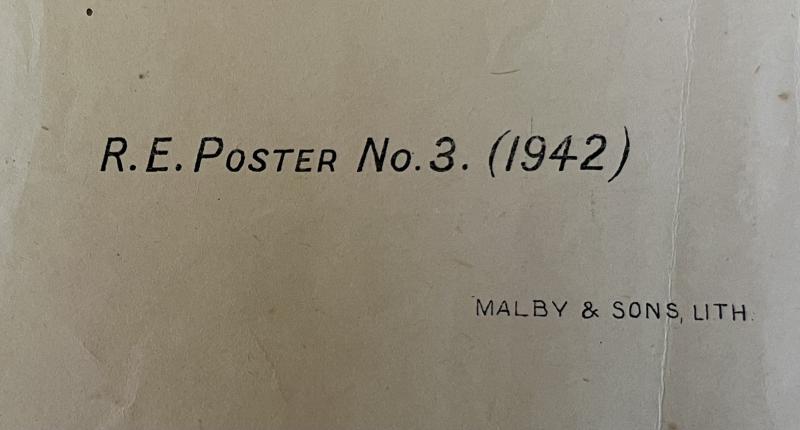 R.E. POSTER No. 3. (1942)
MALBY & SONS, LITH.